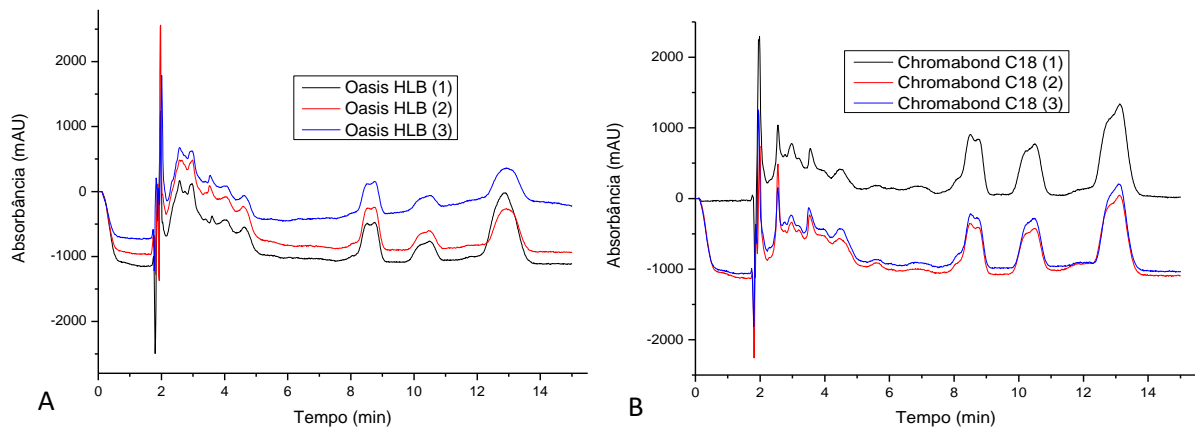 2000
1000
0
-1000
-2000
Absorbância (mAU)
Oasis HLB (1)
Oasis HLB (2)
Oasis HLB (3)
0 2 4 6 8 10 12 14
Tempo (min)
A
2000
1000
0
-1000
-2000
Absorbância (mAU)
Chromabond C18 (1)
Chromabond C18 (2)
Chromabond C18 (3)
0 2 4 6 8 10 12 14
Tempo (min)
B